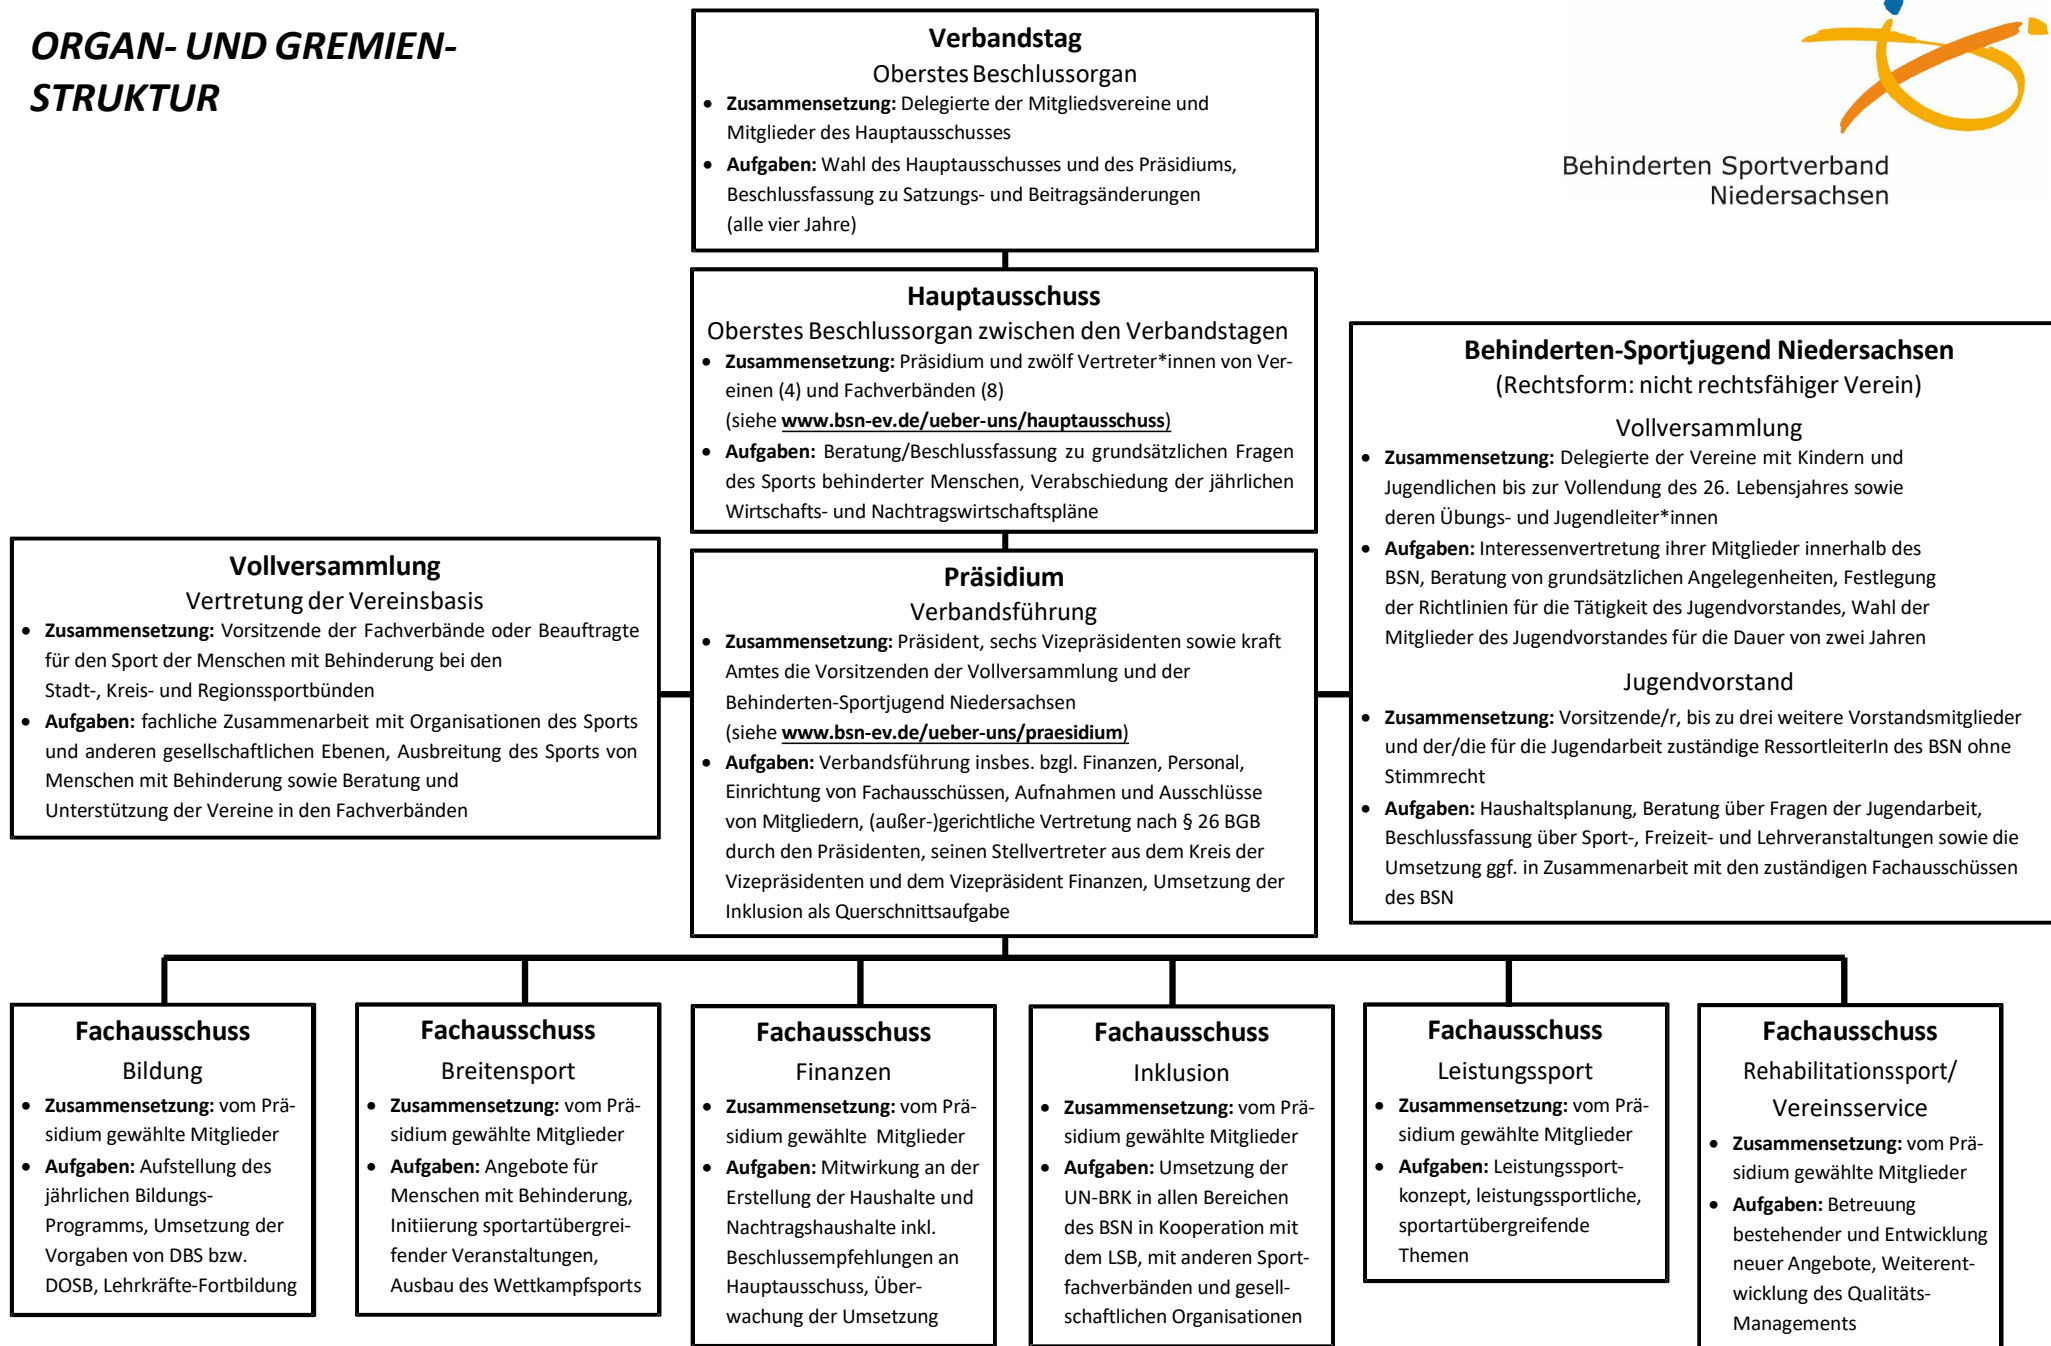 ORGAN- UND GREMIEN-
STRUKTUR
Verbandstag
Oberstes Beschlussorgan
• Zusammensetzung: Delegierte der Mitgliedsvereine und
Mitglieder des Hauptausschusses
• Aufgaben: Wahl des Hauptausschusses und des Präsidiums,
Beschlussfassung zu Satzungs- und Beitragsänderungen
(alle vier Jahre)
Behinderten Sportverband
Niedersachsen
Hauptausschuss
Oberstes Beschlussorgan zwischen den Verbandstagen
• Zusammensetzung: Präsidium und zwölf Vertreter*innen von Ver-
einen (4) und Fachverbänden (8)
(siehe www.bsn-ev.de/ueber-uns/hauptausschuss)
• Aufgaben: Beratung/Beschlussfassung zu grundsätzlichen Fragen
des Sports behinderter Menschen, Verabschiedung der jährlichen
Wirtschafts- und Nachtragswirtschaftspläne
Vollversammlung
Vertretung der Vereinsbasis
• Zusammensetzung: Vorsitzende der Fachverbände oder Beauftragte
für den Sport der Menschen mit Behinderung bei den
Stadt-, Kreis- und Regionssportbünden
• Aufgaben: fachliche Zusammenarbeit mit Organisationen des Sports
und anderen gesellschaftlichen Ebenen, Ausbreitung des Sports von
Menschen mit Behinderung sowie Beratung und
Unterstützung der Vereine in den Fachverbänden
Präsidium
Verbandsführung
• Zusammensetzung: Präsident, sechs Vizepräsidenten sowie kraft
Amtes die Vorsitzenden der Vollversammlung und der
Behinderten-Sportjugend Niedersachsen
(siehe www.bsn-ev.de/ueber-uns/praesidium)
• Aufgaben: Verbandsführung insbes. bzgl. Finanzen, Personal,
Einrichtung von Fachausschüssen, Aufnahmen und Ausschlüsse
von Mitgliedern, (außer-)gerichtliche Vertretung nach § 26 BGB
durch den Präsidenten, seinen Stellvertreter aus dem Kreis der
Vizepräsidenten und dem Vizepräsident Finanzen, Umsetzung der
Inklusion als Querschnittsaufgabe
Behinderten-Sportjugend Niedersachsen
(Rechtsform: nicht rechtsfähiger Verein)
Vollversammlung
• Zusammensetzung: Delegierte der Vereine mit Kindern und
Jugendlichen bis zur Vollendung des 26. Lebensjahres sowie
deren Übungs- und Jugendleiter*innen
• Aufgaben: Interessenvertretung ihrer Mitglieder innerhalb des
BSN, Beratung von grundsätzlichen Angelegenheiten, Festlegung
der Richtlinien für die Tätigkeit des Jugendvorstandes, Wahl der
Mitglieder des Jugendvorstandes für die Dauer von zwei Jahren
Jugendvorstand
• Zusammensetzung: Vorsitzende/r, bis zu drei weitere Vorstandsmitglieder
und der/die für die Jugendarbeit zuständige RessortleiterIn des BSN ohne
Stimmrecht
• Aufgaben: Haushaltsplanung, Beratung über Fragen der Jugendarbeit,
Beschlussfassung über Sport-, Freizeit- und Lehrveranstaltungen sowie die
Umsetzung ggf. in Zusammenarbeit mit den zuständigen Fachausschüssen
des BSN
Fachausschuss
Bildung
• Zusammensetzung: vom Prä-
sidium gewählte Mitglieder
• Aufgaben: Aufstellung des
jährlichen Bildungs-
Programms, Umsetzung der
Vorgaben von DBS bzw.
DOSB, Lehrkräfte-Fortbildung
Fachausschuss
Breitensport
• Zusammensetzung: vom Prä-
sidium gewählte Mitglieder
• Aufgaben: Angebote für
Menschen mit Behinderung,
Initiierung sportartübergrei-
fender Veranstaltungen,
Ausbau des Wettkampfsports
Fachausschuss
Finanzen
• Zusammensetzung: vom Prä-
sidium gewählte Mitglieder
• Aufgaben: Mitwirkung an der
Erstellung der Haushalte und
Nachtragshaushalte inkl.
Beschlussempfehlungen an
Hauptausschuss, Über-
wachung der Umsetzung
Fachausschuss
Inklusion
• Zusammensetzung: vom Prä-
sidium gewählte Mitglieder
• Aufgaben: Umsetzung der
UN-BRK in allen Bereichen
des BSN in Kooperation mit
dem LSB, mit anderen Sport-
fachverbänden und gesell-
schaftlichen Organisationen
Fachausschuss
Leistungssport
• Zusammensetzung: vom Prä-
sidium gewählte Mitglieder
• Aufgaben: Leistungssport-
konzept, leistungssportliche,
sportartübergreifende
Themen
Fachausschuss
Rehabilitationssport/
Vereinsservice
• Zusammensetzung: vom Prä-
sidium gewählte Mitglieder
• Aufgaben: Betreuung
bestehender und Entwicklung
neuer Angebote, Weiterent-
wicklung des Qualitäts-
Managements